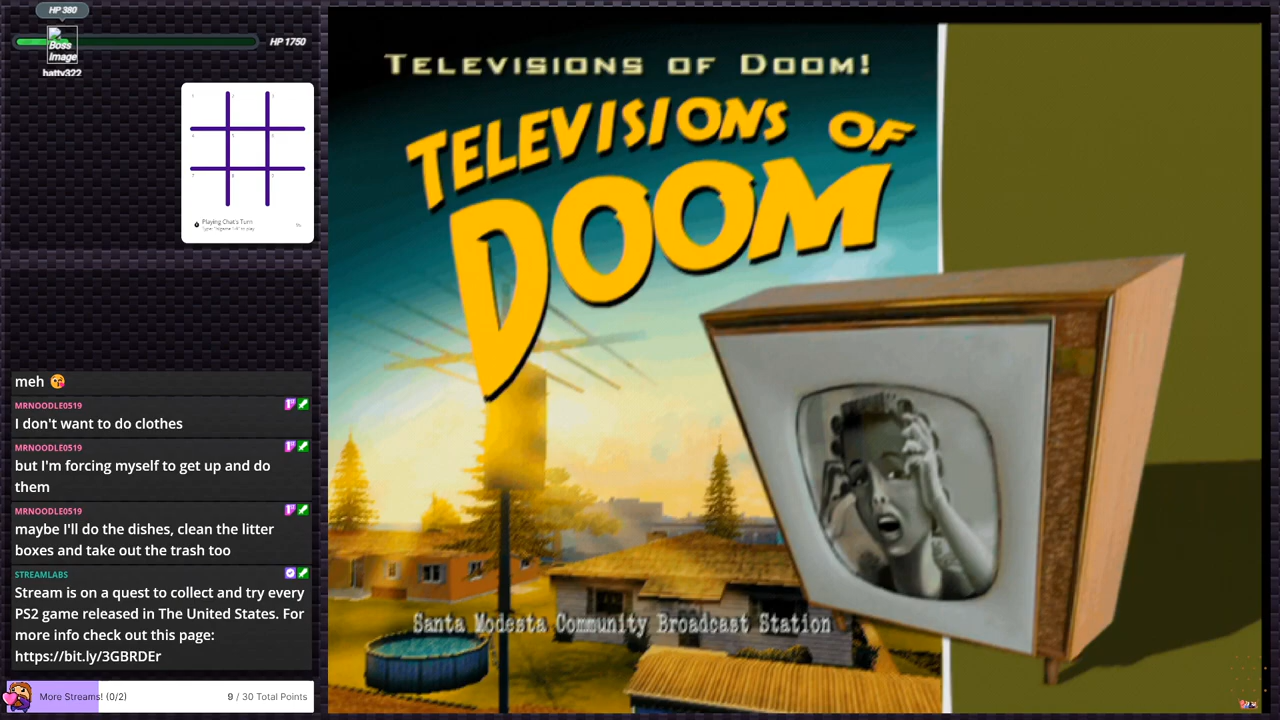 HP 380
HP 1750
Boss
Image
hattv322
Playing Chat's Turn
meh 😘
MRNOODLE0519
I don't want to do clothes
MRNOODLE0519
but I'm forcing myself to get up and do
them
MRNOODLE0519
maybe I'll do the dishes, clean the litter
boxes and take out the trash too
STREAMLABS
Stream is on a quest to collect and try every
PS2 game released in The United States. For
more info check out this page:
https://bit.ly/3GBRDEr
More Streams! (0/2)
9 / 30 Total Points
TELEVISIONS OF DOOM!
TELEVISIONS OF
DOOM
Santa Modesta Community Broadcast Station